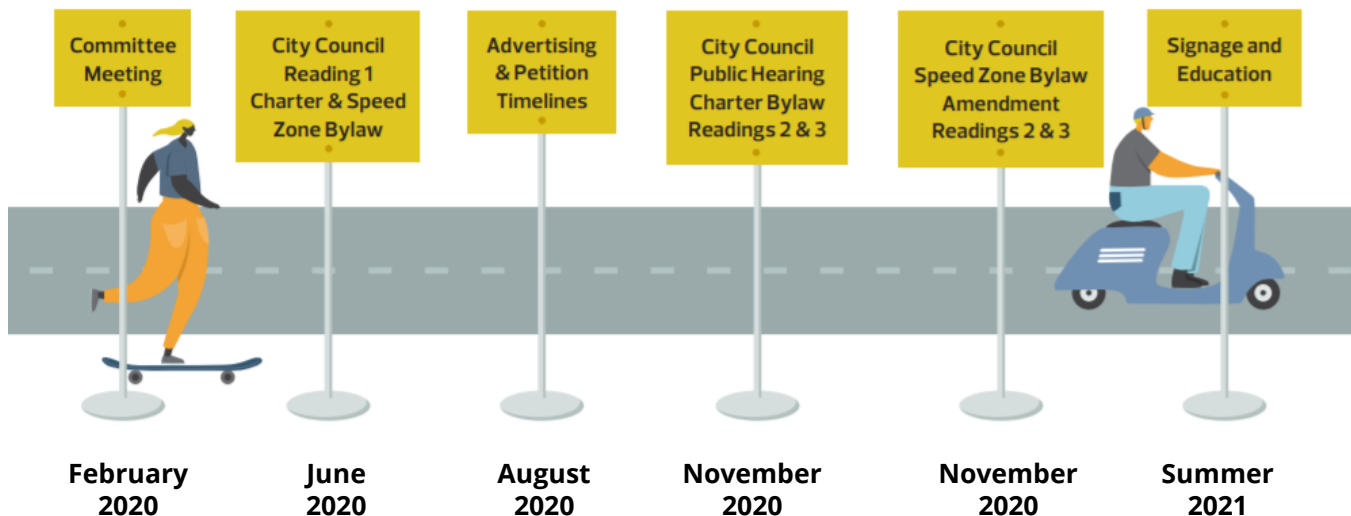 Committee
Meeting
City Council
Reading 1
Charter & Speed
Zone Bylaw
Advertising
& Petition
Timelines
City Council
Public Hearing
Charter Bylaw
Readings 2 & 3
City Council
Speed Zone Bylaw
Amendment
Readings 2 & 3
Signage and
Education
February
2020
June
2020
August
2020
November
2020
November
2020
Summer
2021